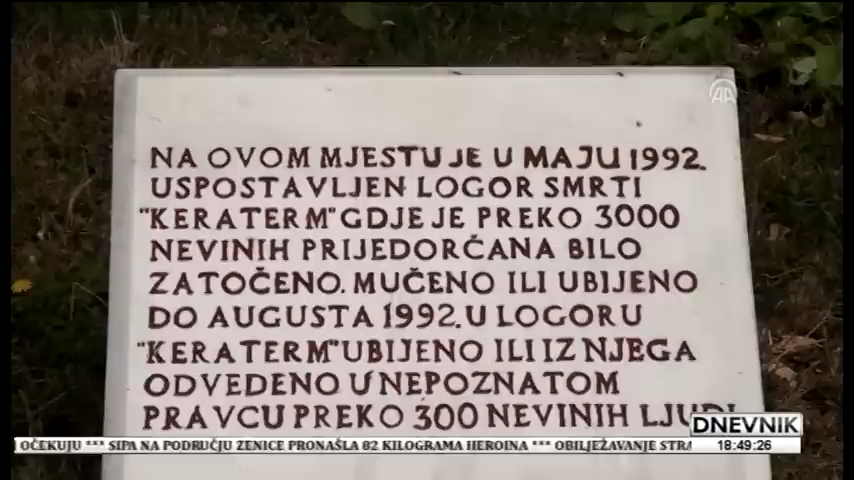 AA
NA OVOM MJESTU JE U MAJU 1992.
USPOSTAVLJEN LOGOR SMRTI
"KERATERM" GDJE JE PREKO 3000
NEVINIH PRIJEDORČANA BILO
ZATOČENO. MUČENO ILI UBIJENO
DO AUGUSTA 1992. U LOGORU
"KERATERM" UBIJENO ILI IZ NJEGA
ODVEDENO U NEPOZNATOM
PRAVCU PREKO 300 NEVINIH LJUDI
DNEVNIK
OČEKUJU *** SIPA NA PODRUČJU ZENICE PRONAŠLA 82 KILOGRAMA HEROINA *** OBILJEŽAVANJE STRA
18:49:26